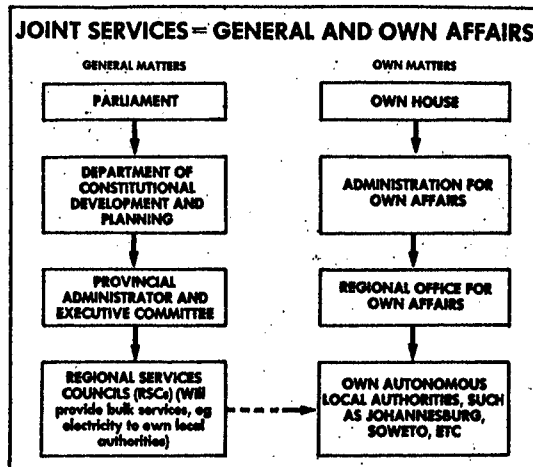 JOINT SERVICES = GENERAL AND OWN AFFAIRS
GENERAL MATTERS
PARLIAMENT
DEPARTMENT OF
CONSTITUTIONAL
DEVELOPMENT AND
PLANNING
PROVINCIAL
ADMINISTRATOR AND
EXECUTIVE COMMITTEE
REGIONAL SERVICES
COUNCILS (RSCs) (Will
provide bulk services, eg
electricity to own local
authorities)
OWN MATTERS
OWN HOUSE
ADMINISTRATION FOR
OWN AFFAIRS
REGIONAL OFFICE FOR
OWN AFFAIRS
OWN AUTONOMOUS
LOCAL AUTHORITIES, SUCH
AS JOHANNESBURG,
SOWETO, ETC